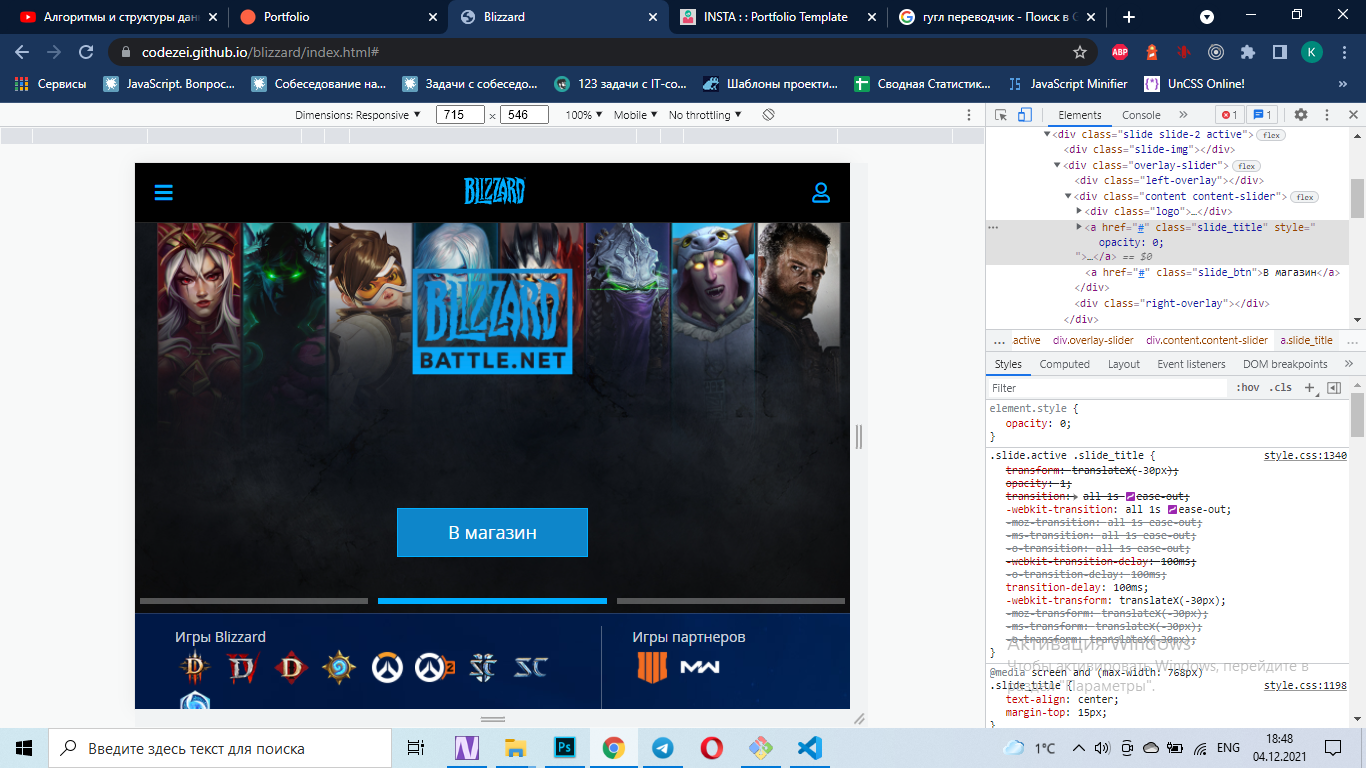 Алгоритмы и структуры дан
Portfolio
Blizzard
INSTA : : Portfolio Template
гугл переводчик - Поиск в G
codezei.github.io/blizzard/index.html#
ABP
K
Сервисы
JavaScript. Вопрос...
Собеседование на...
Задачи с собеседо...
123 задачи с IT-со...
Шаблоны проекти...
Сводная Статистик...
JavaScript Minifier
UnCSS Online!
»
Dimensions: Responsive
715
×
546
100%
Mobile
No throttling
Elements
Console
»
1
1
<div class="slide slide-2 active">
flex
<div class="slide-img"></div>
<div class="overlay-slider">
flex
<div class="left-overlay"></div>
<div class="content content-slider">
flex
<div class="logo">…</div>
<a href="#" class="slide_title" style="
opacity: 0;
">…</a> == $0
<a href="#" class="slide_btn">В магазин</a>
</div>
<div class="right-overlay"></div>
</div>
...
.active
div.overlay-slider
div.content.content-slider
a.slide_title
...
Styles
Computed
Layout
Event listeners
DOM breakpoints
»
Filter
:hov
.cls
+
element.style {
opacity: 0;
}
.slide.active .slide_title {
style.css:1340
transform: translateX(-30px);
opacity: 1;
transition: all 1s ease-out;
-webkit-transition: all 1s ease-out;
-moz-transition: all 1s ease-out;
-ms-transition: all 1s ease-out;
-o-transition: all 1s ease-out;
-webkit-transition-delay: 100ms;
-o-transition-delay: 100ms;
transition-delay: 100ms;
-webkit-transform: translateX(-30px);
-moz-transform: translateX(-30px);
-ms-transform: translateX(-30px);
-o-transform: translateX(-30px);
}
@media screen and (max-width: 768px)
.slide_title {
style.css:1198
text-align: center;
margin-top: 15px;
}
Активация Windows
Чтобы активировать Windows, перейдите в
раздел "Параметры".
BLIZZARD
BLIZZARD
BATTLE.NET
В магазин
Игры Blizzard
Игры партнеров
Введите здесь текст для поиска
Ps
1°C
ENG
18:48
04.12.2021